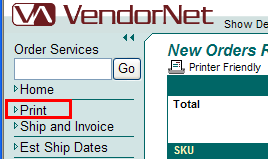 VendorNet
Show De
Order Services
Go
Home
Print
Ship and Invoice
Est Ship Dates
New Orders R
Printer Friendly
Total
SKU